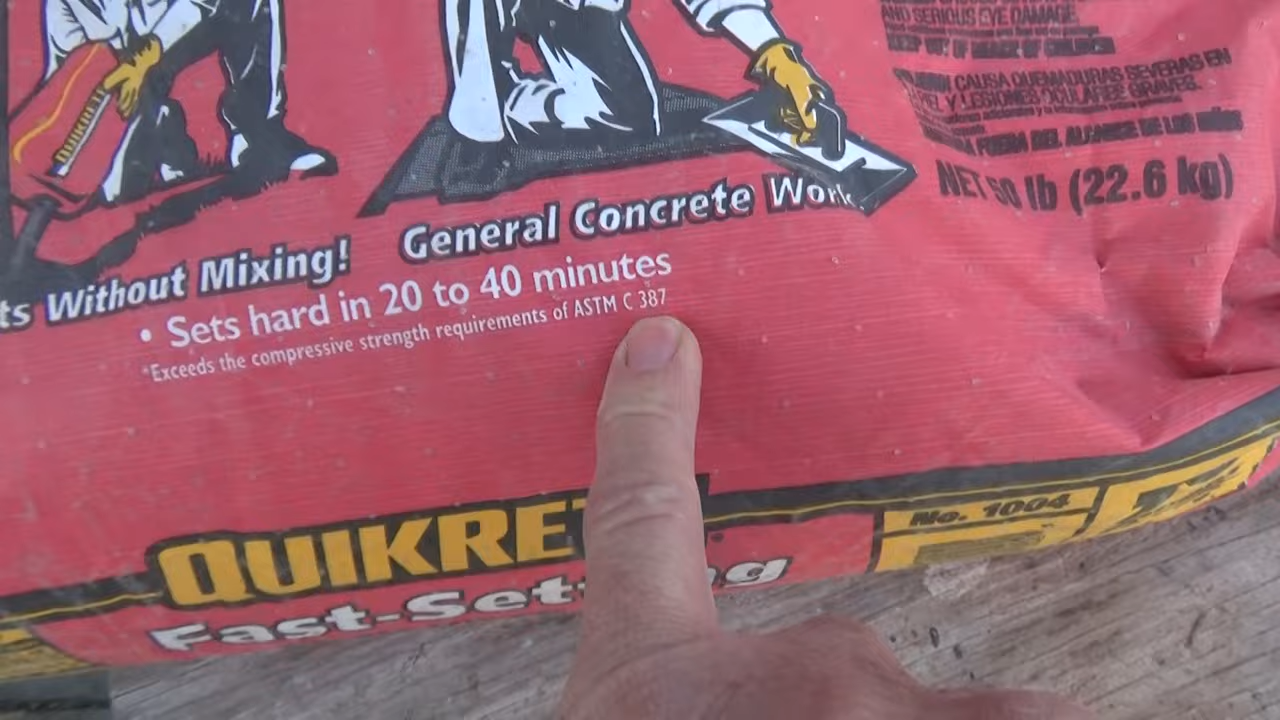 AND SERIOUS EYE DAMAGE
KEEP OUT OF REACH OF CHILDREN
CAUSA QUEMADURAS SEVERAS EN
PIEL Y LESIONES OCULARES GRAVES.
FUERA DEL ALCANCE DE LOS NIÑOS
NET 50 lb (22.6 kg)
QUIKRETE
ts Without Mixing!
General Concrete Work
• Sets hard in 20 to 40 minutes
*Exceeds the compressive strength requirements of ASTM C 387
QUIKRE
Fast-Setting
No. 1004